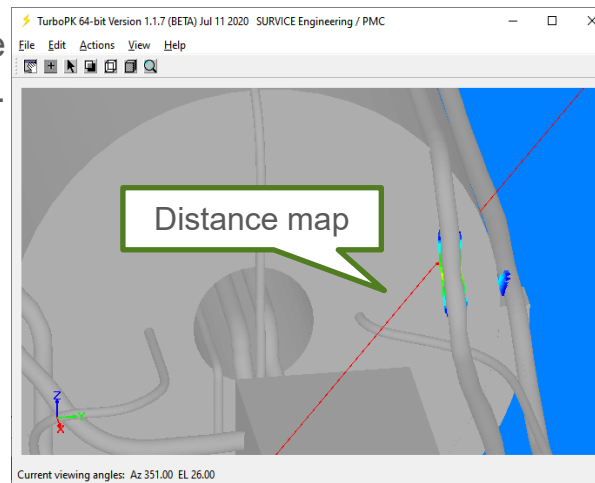 TurboPK 64-bit Version 1.1.7 (BETA) Jul 11 2020 SURVICE Engineering / PMC
File Edit Actions View Help
Distance map
Z
Y
X
Current viewing angles: Az 351.00 EL 26.00